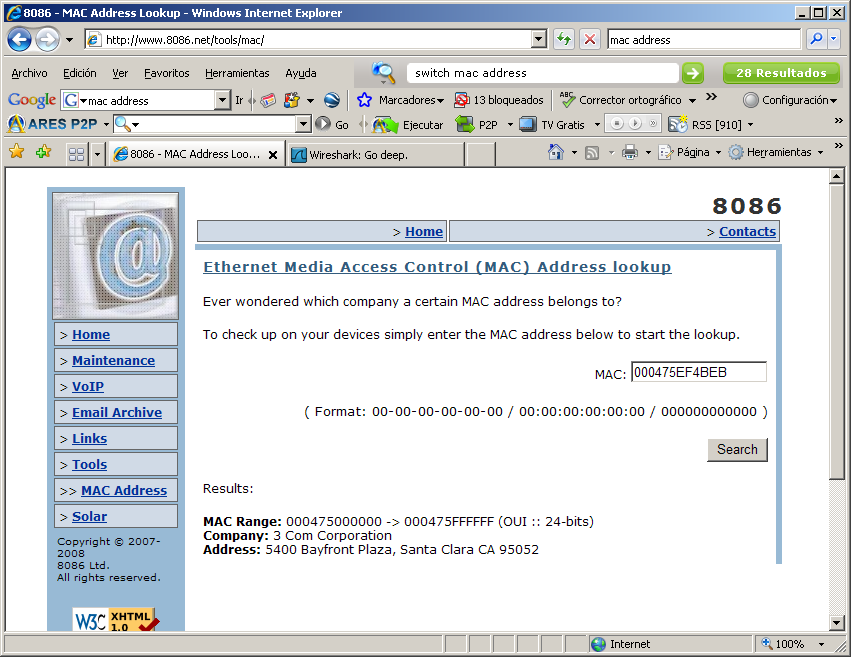 8086 - MAC Address Lookup - Windows Internet Explorer
http://www.8086.net/tools/mac/
mac address
Archivo Edición Ver Favoritos Herramientas Ayuda
switch mac address
28 Resultados
Google G mac address Ir Marcadores 13 bloqueados ABC Corrector ortográfico » Configuración
ARES P2P Go Ejecutar P2P TV Gratis RSS [910] »
8086 - MAC Address Loo... Wireshark: Go deep. Página Herramientas »
8086
> Home > Contacts
Ethernet Media Access Control (MAC) Address lookup
Ever wondered which company a certain MAC address belongs to?
To check up on your devices simply enter the MAC address below to start the lookup.
MAC: 000475EF4BEB
( Format: 00-00-00-00-00-00 / 00:00:00:00:00:00 / 000000000000 )
Search
Results:
MAC Range: 000475000000 -> 000475FFFFFF (OUI :: 24-bits)
Company: 3 Com Corporation
Address: 5400 Bayfront Plaza, Santa Clara CA 95052
@
> Home
> Maintenance
> VoIP
> Email Archive
> Links
> Tools
>> MAC Address
> Solar
Copyright © 2007-
2008
8086 Ltd.
All rights reserved.
W3C XHTML
1.0
Internet 100%